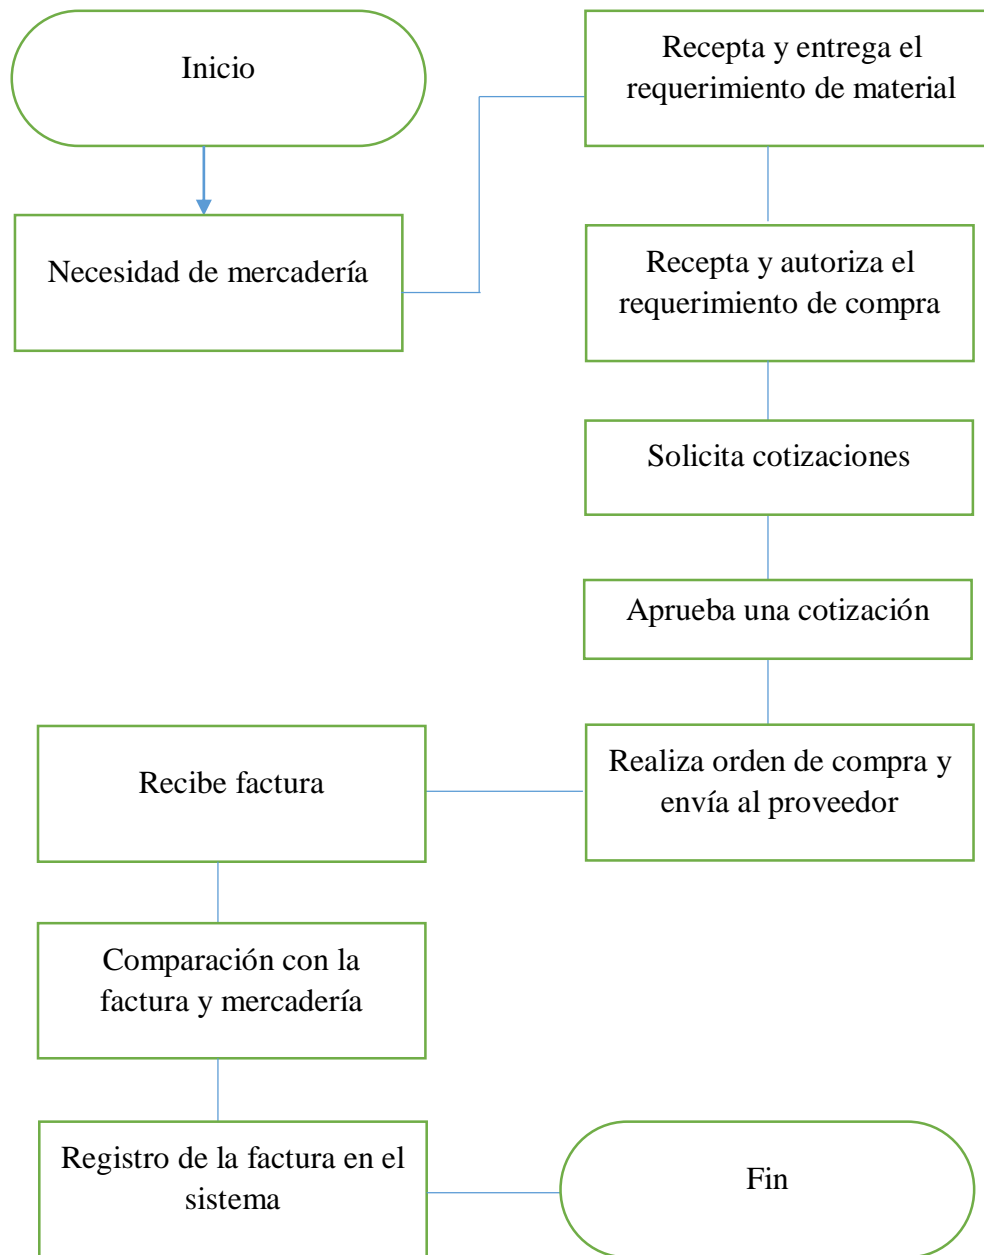 Inicio
Necesidad de mercadería
Recepta y entrega el
requerimiento de material
Recepta y autoriza el
requerimiento de compra
Solicita cotizaciones
Aprueba una cotización
Realiza orden de compra y
envía al proveedor
Recibe factura
Comparación con la
factura y mercadería
Registro de la factura en el
sistema
Fin